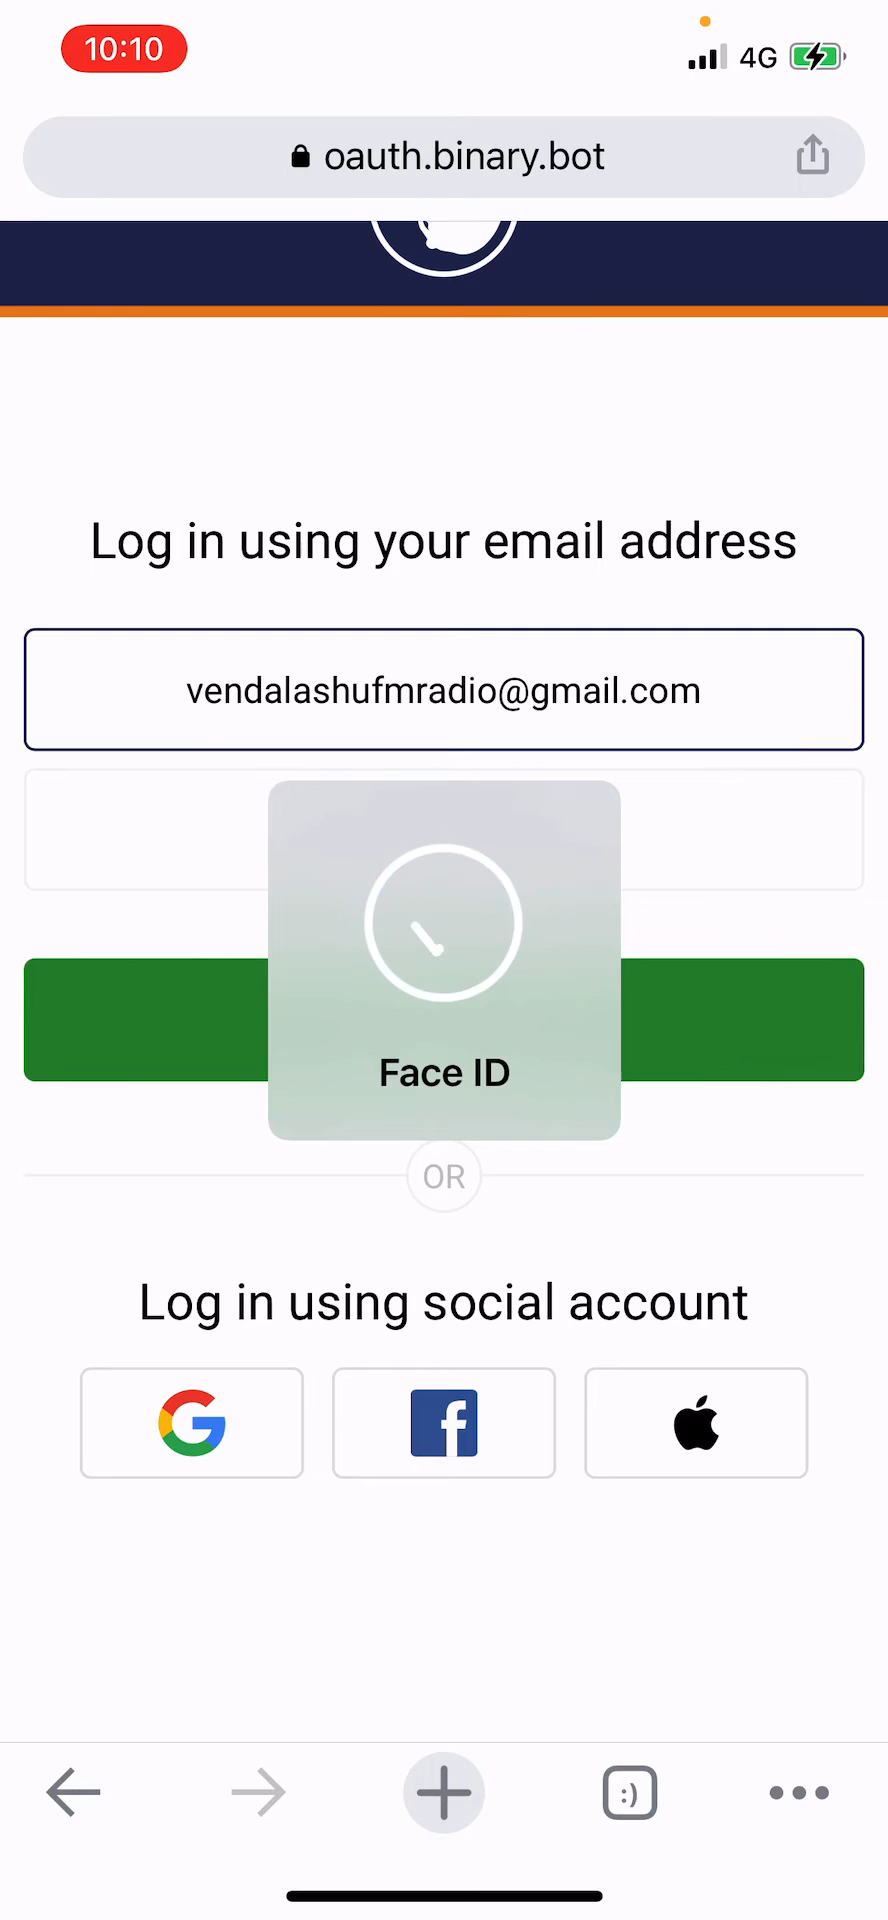 10:10
4G
oauth.binary.bot
Log in using your email address
vendalashufmradio@gmail.com
Face ID
OR
Log in using social account
:)